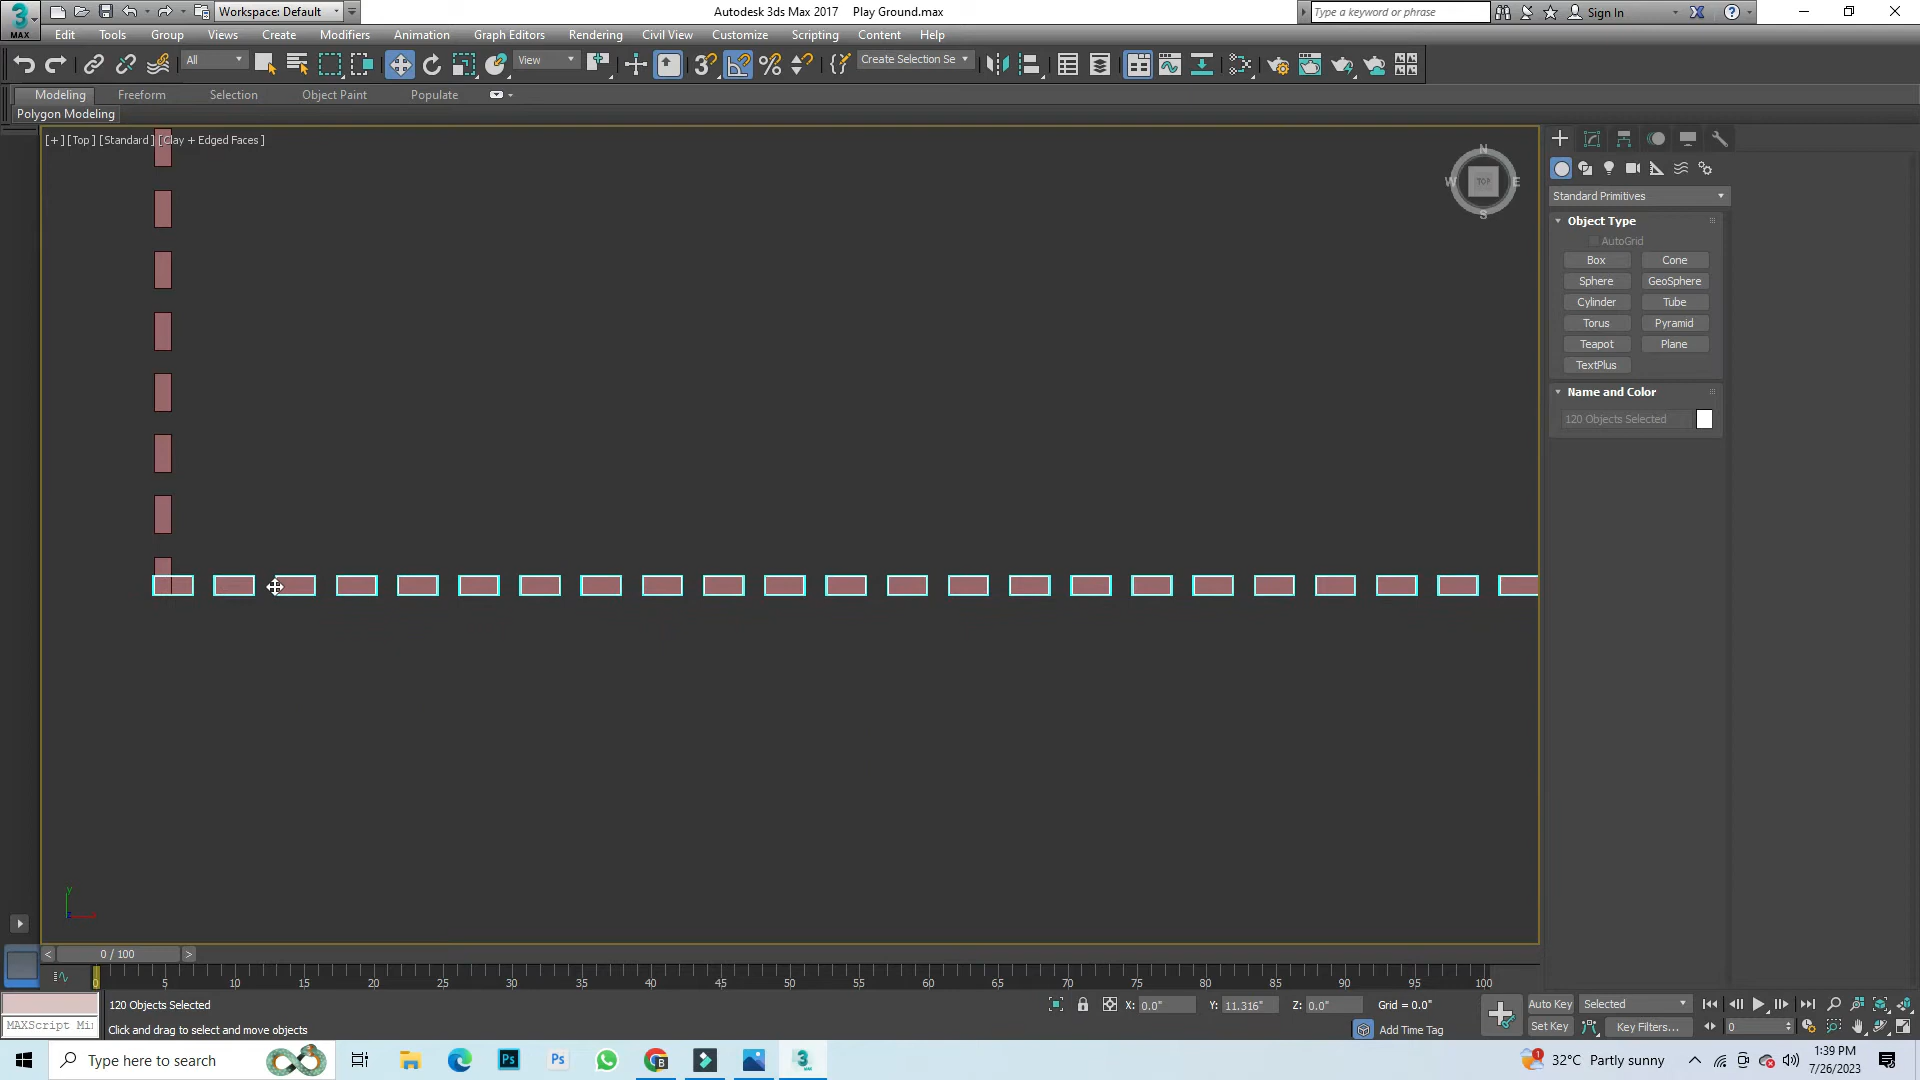 Workspace: Default
Autodesk 3ds Max 2017    Play Ground.max
Type a keyword or phrase
Sign In
MAX
Edit Tools Group Views Create Modifiers Animation Graph Editors Rendering Civil View Customize Scripting Content Help
All
View
Create Selection Se
Modeling Freeform Selection Object Paint Populate
Polygon Modeling
[+] [Top] [Standard] [Clay + Edged Faces]
N
W TOP E
S
Standard Primitives
Object Type
AutoGrid
Box Cone
Sphere GeoSphere
Cylinder Tube
Torus Pyramid
Teapot Plane
TextPlus
Name and Color
120 Objects Selected
y
0 / 100
0 5 10 15 20 25 30 35 40 45 50 55 60 65 70 75 80 85 90 95 100
120 Objects Selected
X: 0.0" Y: 11.316" Z: 0.0" Grid = 0.0"
Auto Key Selected
MAXScript Mi
Click and drag to select and move objects
Add Time Tag
Set Key Key Filters...
0
Type here to search
32°C Partly sunny
1:39 PM
7/26/2023